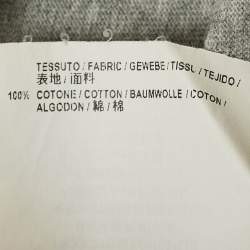 TESSUTO / FABRIC / GEWEBE / TISSU / TEJIDO /
表地 / 面料
100% COTONE / COTTON / BAUMWOLLE / COTON /
ALGODON / 綿 / 棉